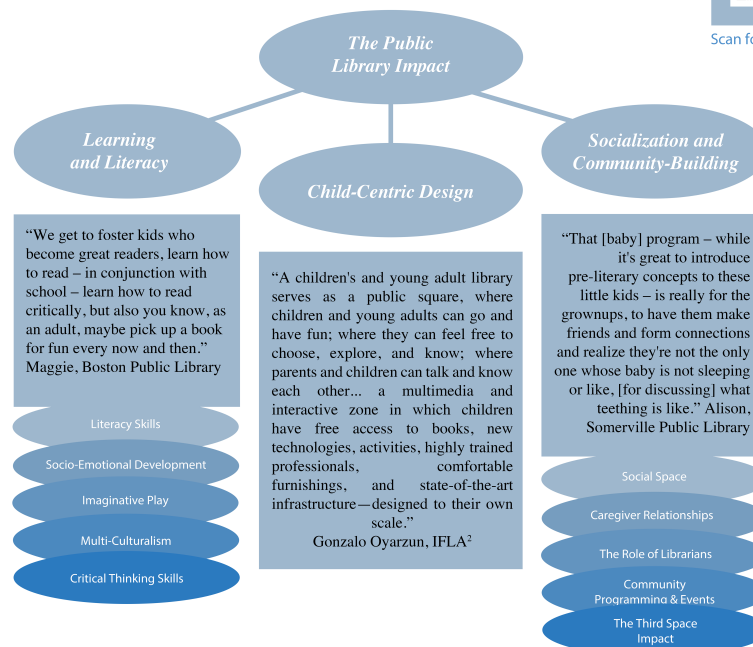 Scan fo
The Public
Library Impact
Learning
and Literacy
Child-Centric Design
Socialization and
Community-Building
“We get to foster kids who
become great readers, learn how
to read – in conjunction with
school – learn how to read
critically, but also you know, as
an adult, maybe pick up a book
for fun every now and then.”
Maggie, Boston Public Library
Literacy Skills
Socio-Emotional Development
Imaginative Play
Multi-Culturalism
Critical Thinking Skills
“A children's and young adult library
serves as a public square, where
children and young adults can go and
have fun; where they can feel free to
choose, explore, and know; where
parents and children can talk and know
each other... a multimedia and
interactive zone in which children
have free access to books, new
technologies, activities, highly trained
professionals, comfortable
furnishings, and state-of-the-art
infrastructure—designed to their own
scale.”
Gonzalo Oyarzun, IFLA²
“That [baby] program – while
it's great to introduce
pre-literary concepts to these
little kids – is really for the
grownups, to have them make
friends and form connections
and realize they're not the only
one whose baby is not sleeping
or like, [for discussing] what
teething is like.” Alison,
Somerville Public Library
Social Space
Caregiver Relationships
The Role of Librarians
Community
Programming & Events
The Third Space
Impact